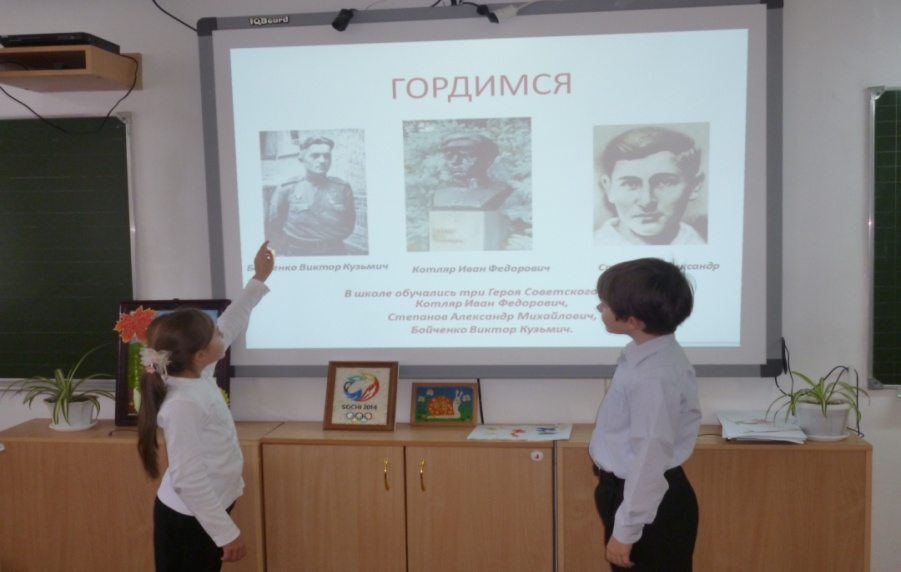 IQBoard
ГОРДИМСЯ
Виктор Кузьмич
Котляр Иван Федорович
В школе обучались три Героя Советского
Котляр Иван Федорович,
Степанов Александр Михайлович,
Бойченко Виктор Кузьмич.
SOCHI 2014